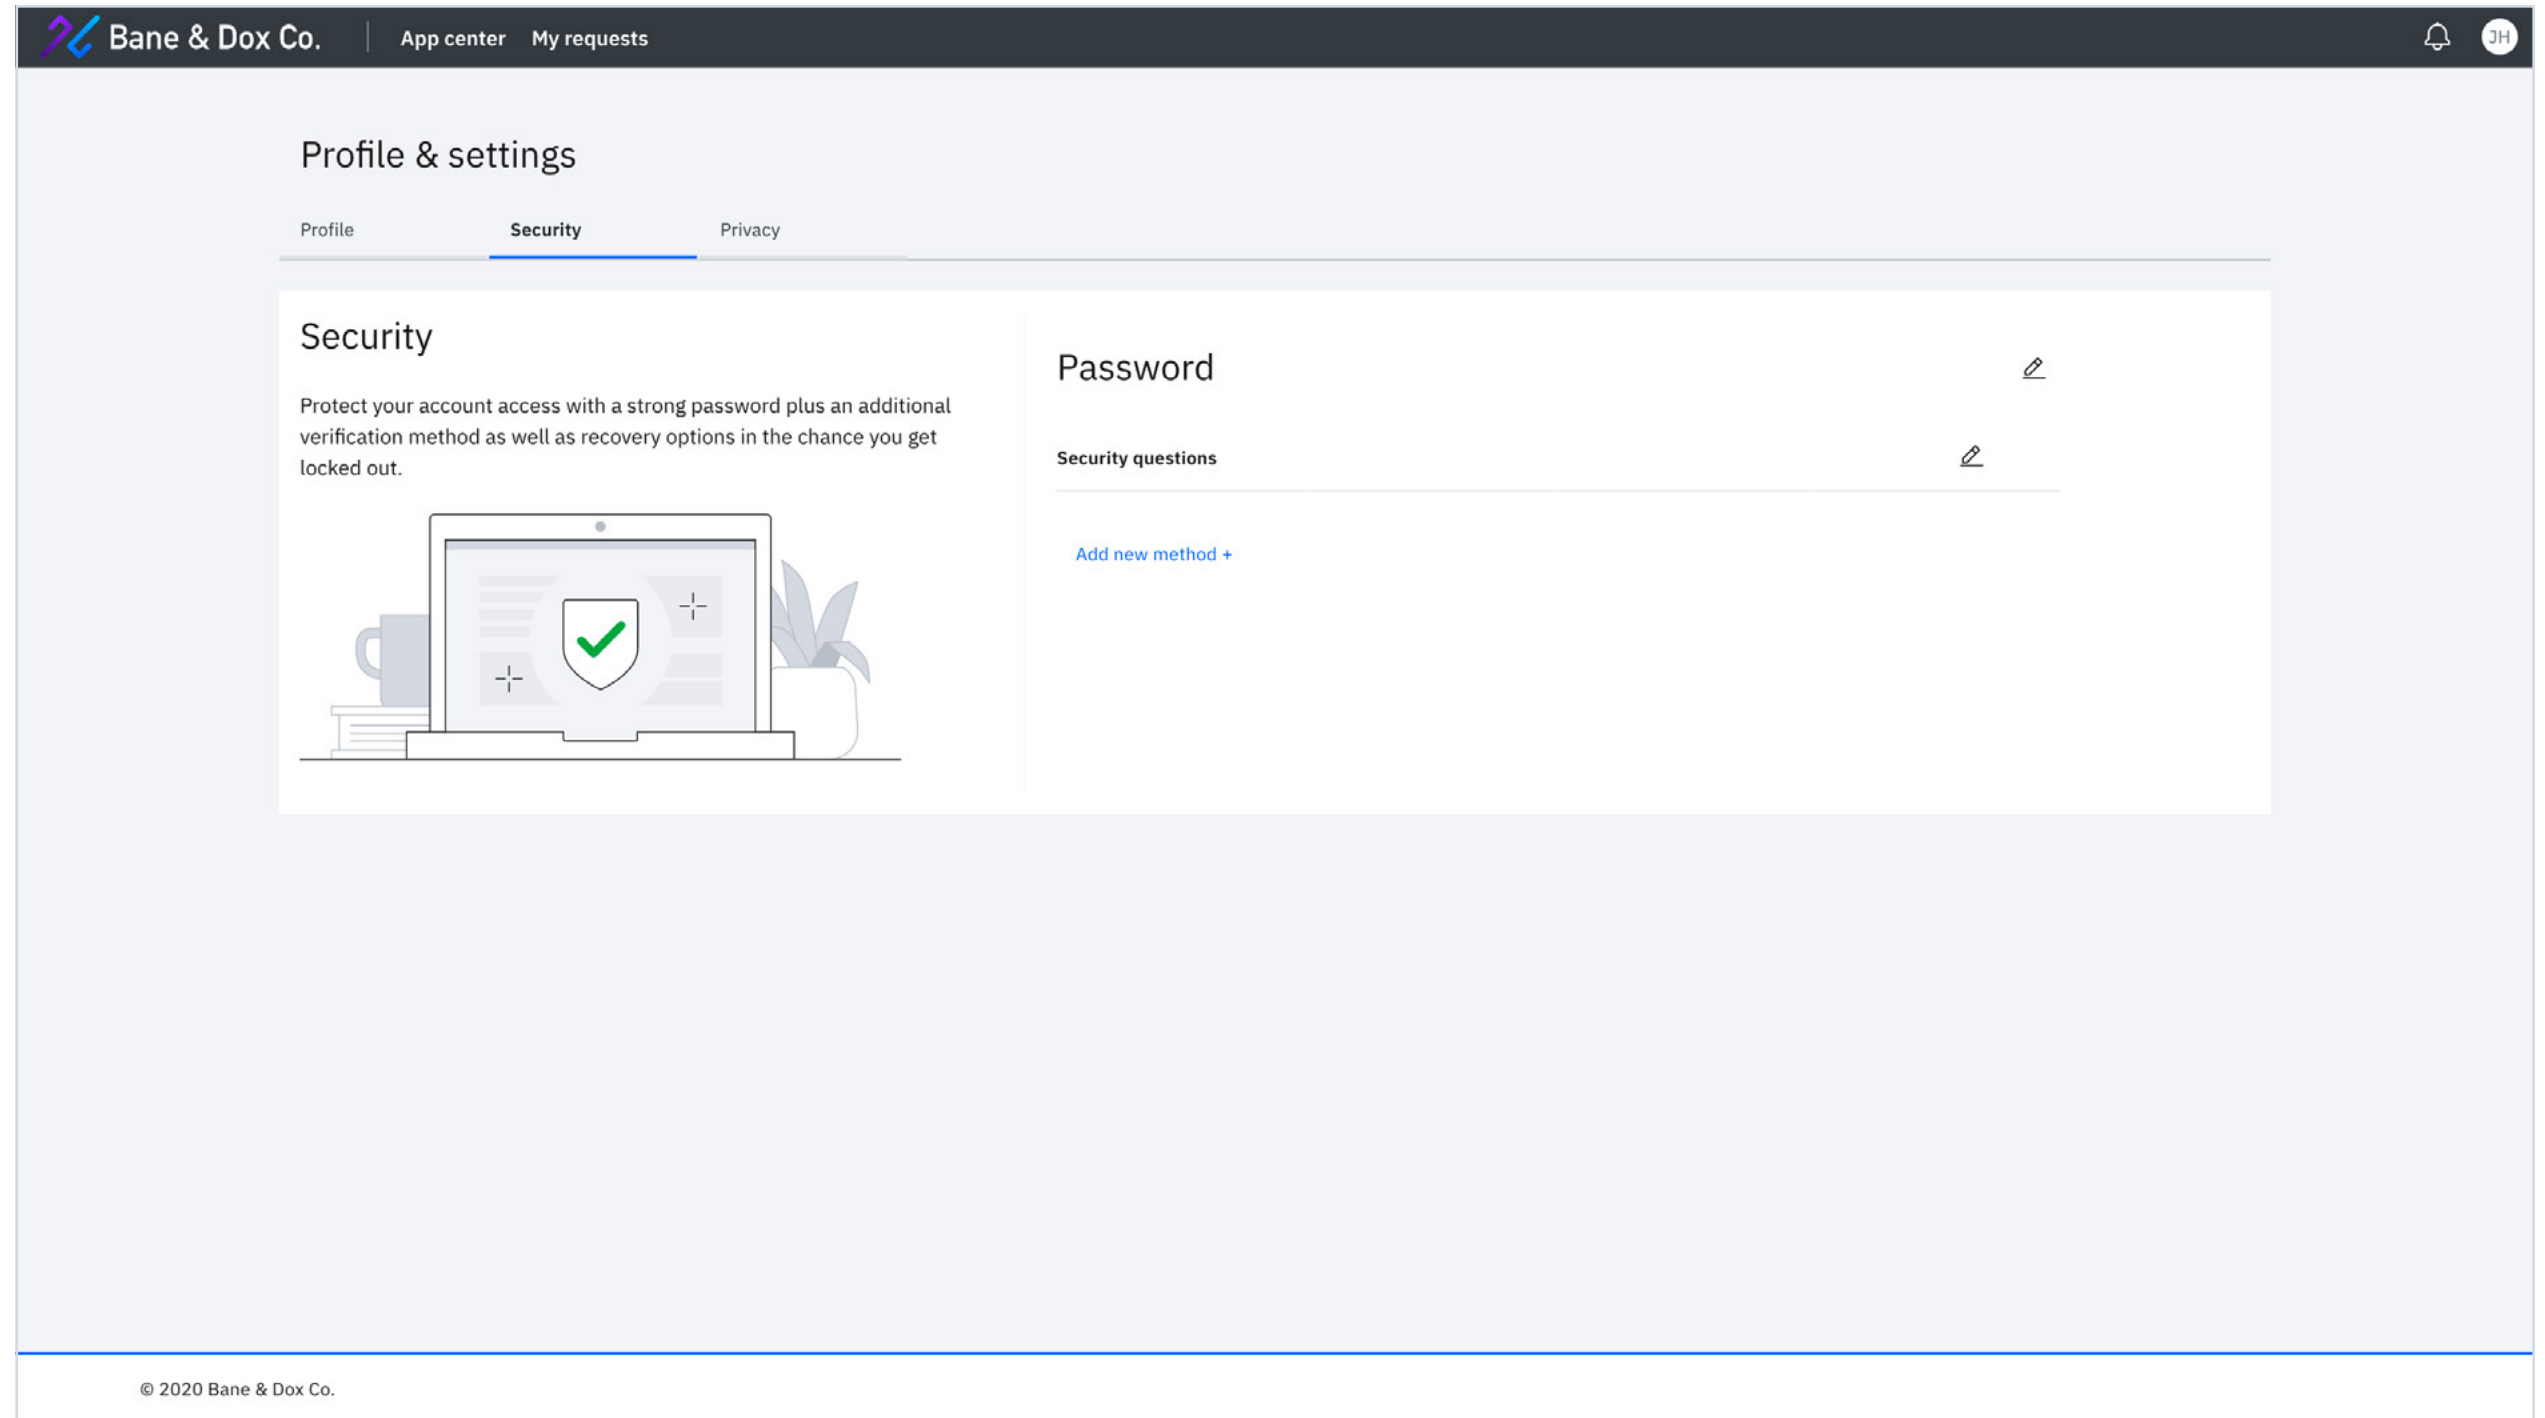 Bane & Dox Co.
App center
My requests
JH
Profile & settings
Profile
Security
Privacy
Security
Protect your account access with a strong password plus an additional
verification method as well as recovery options in the chance you get
locked out.
Password
Security questions
Add new method +
© 2020 Bane & Dox Co.